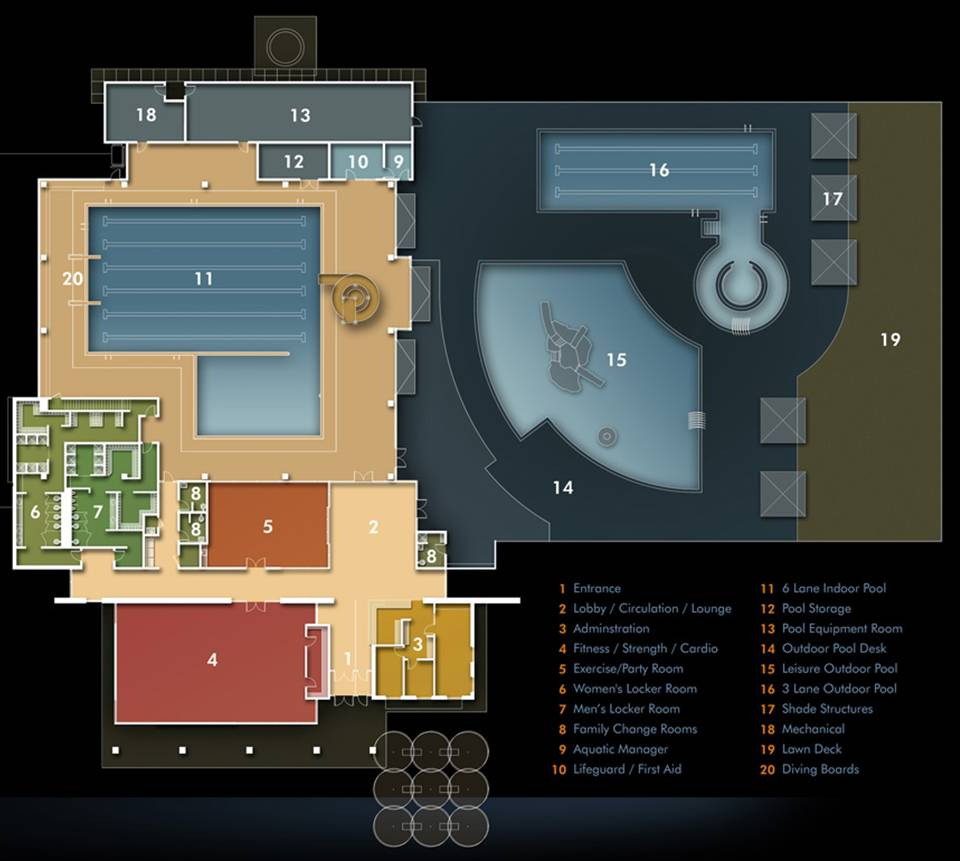 18
13
12
10
9
16
17
11
20
15
19
8
6
7
8
5
2
14
8
3
4
1
1 Entrance
2 Lobby / Circulation / Lounge
3 Adminstration
4 Fitness / Strength / Cardio
5 Exercise/Party Room
6 Women's Locker Room
7 Men's Locker Room
8 Family Change Rooms
9 Aquatic Manager
10 Lifeguard / First Aid
11 6 Lane Indoor Pool
12 Pool Storage
13 Pool Equipment Room
14 Outdoor Pool Desk
15 Leisure Outdoor Pool
16 3 Lane Outdoor Pool
17 Shade Structures
18 Mechanical
19 Lawn Deck
20 Diving Boards